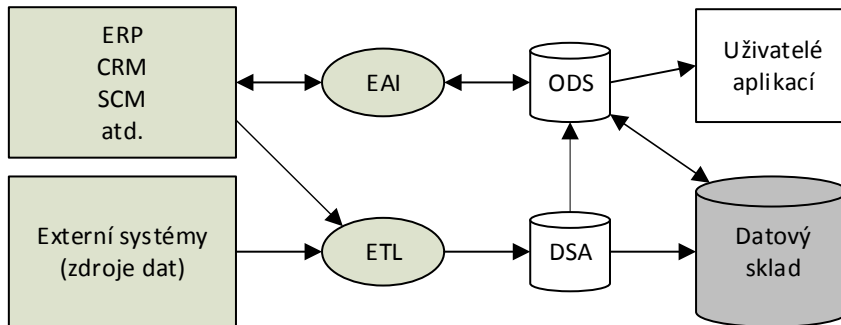 ERP
CRM
SCM
atd.
EAI
ODS
Uživatelé
aplikací
Externí systémy
(zdroje dat)
ETL
DSA
Datový
sklad